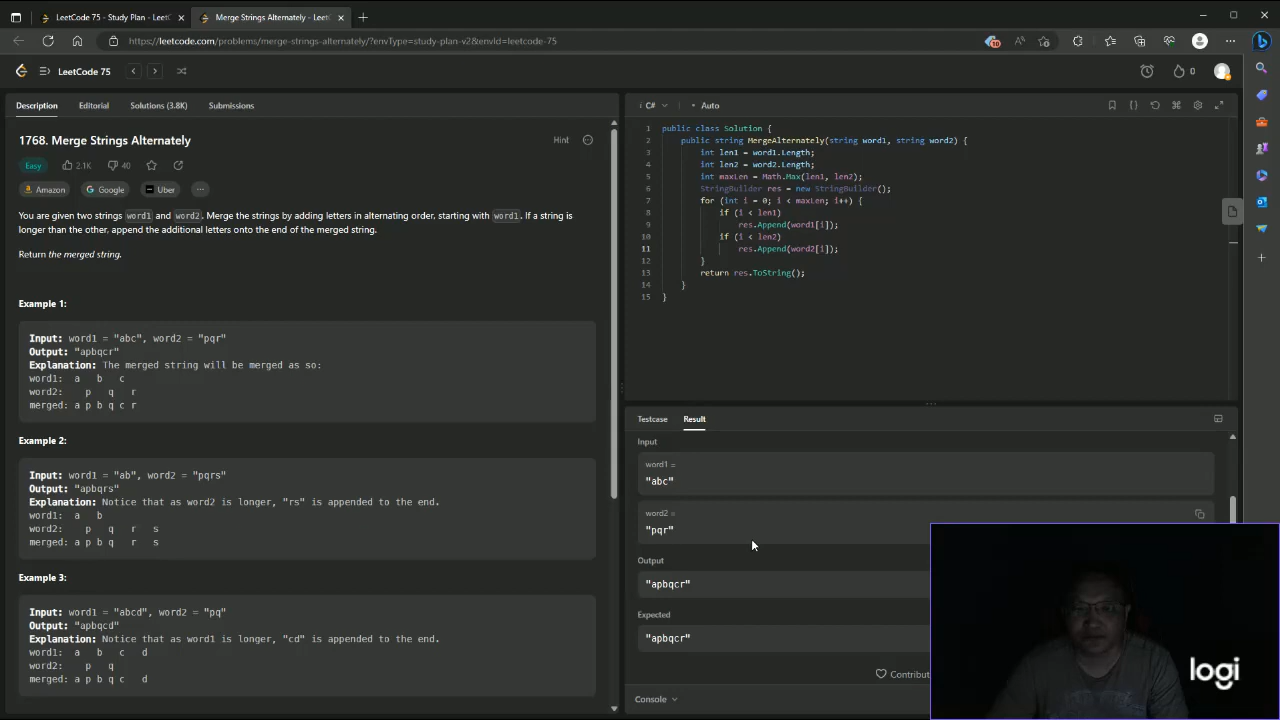 LeetCode 75 - Study Plan - LeetC
Merge Strings Alternately - Leet
https://leetcode.com/problems/merge-strings-alternately/?envType=study-plan-v2&envId=leetcode-75
LeetCode 75
0
Description
Editorial
Solutions (3.8K)
Submissions
1768. Merge Strings Alternately
Hint
Easy
2.1K
40
Amazon
Google
Uber
You are given two strings word1 and word2. Merge the strings by adding letters in alternating order, starting with word1. If a string is
longer than the other, append the additional letters onto the end of the merged string.
Return the merged string.
Example 1:
Input: word1 = "abc", word2 = "pqr"
Output: "apbqcr"
Explanation: The merged string will be merged as so:
word1: a b c
word2: p q r
merged: a p b q c r
Example 2:
Input: word1 = "ab", word2 = "pqrs"
Output: "apbqrs"
Explanation: Notice that as word2 is longer, "rs" is appended to the end.
word1: a b
word2: p q r s
merged: a p b q r s
Example 3:
Input: word1 = "abcd", word2 = "pq"
Output: "apbqcd"
Explanation: Notice that as word1 is longer, "cd" is appended to the end.
word1: a b c d
word2: p q
merged: a p b q c d
C#
Auto
1 public class Solution {
2 public string MergeAlternately(string word1, string word2) {
3 int len1 = word1.Length;
4 int len2 = word2.Length;
5 int maxLen = Math.Max(len1, len2);
6 StringBuilder res = new StringBuilder();
7 for (int i = 0; i < maxLen; i++) {
8 if (i < len1)
9 res.Append(word1[i]);
10 if (i < len2)
11 res.Append(word2[i]);
12 }
13 return res.ToString();
14 }
15 }
Testcase
Result
Input
word1 =
"abc"
word2 =
"pqr"
Output
"apbqcr"
Expected
"apbqcr"
Contribut
Console
logi